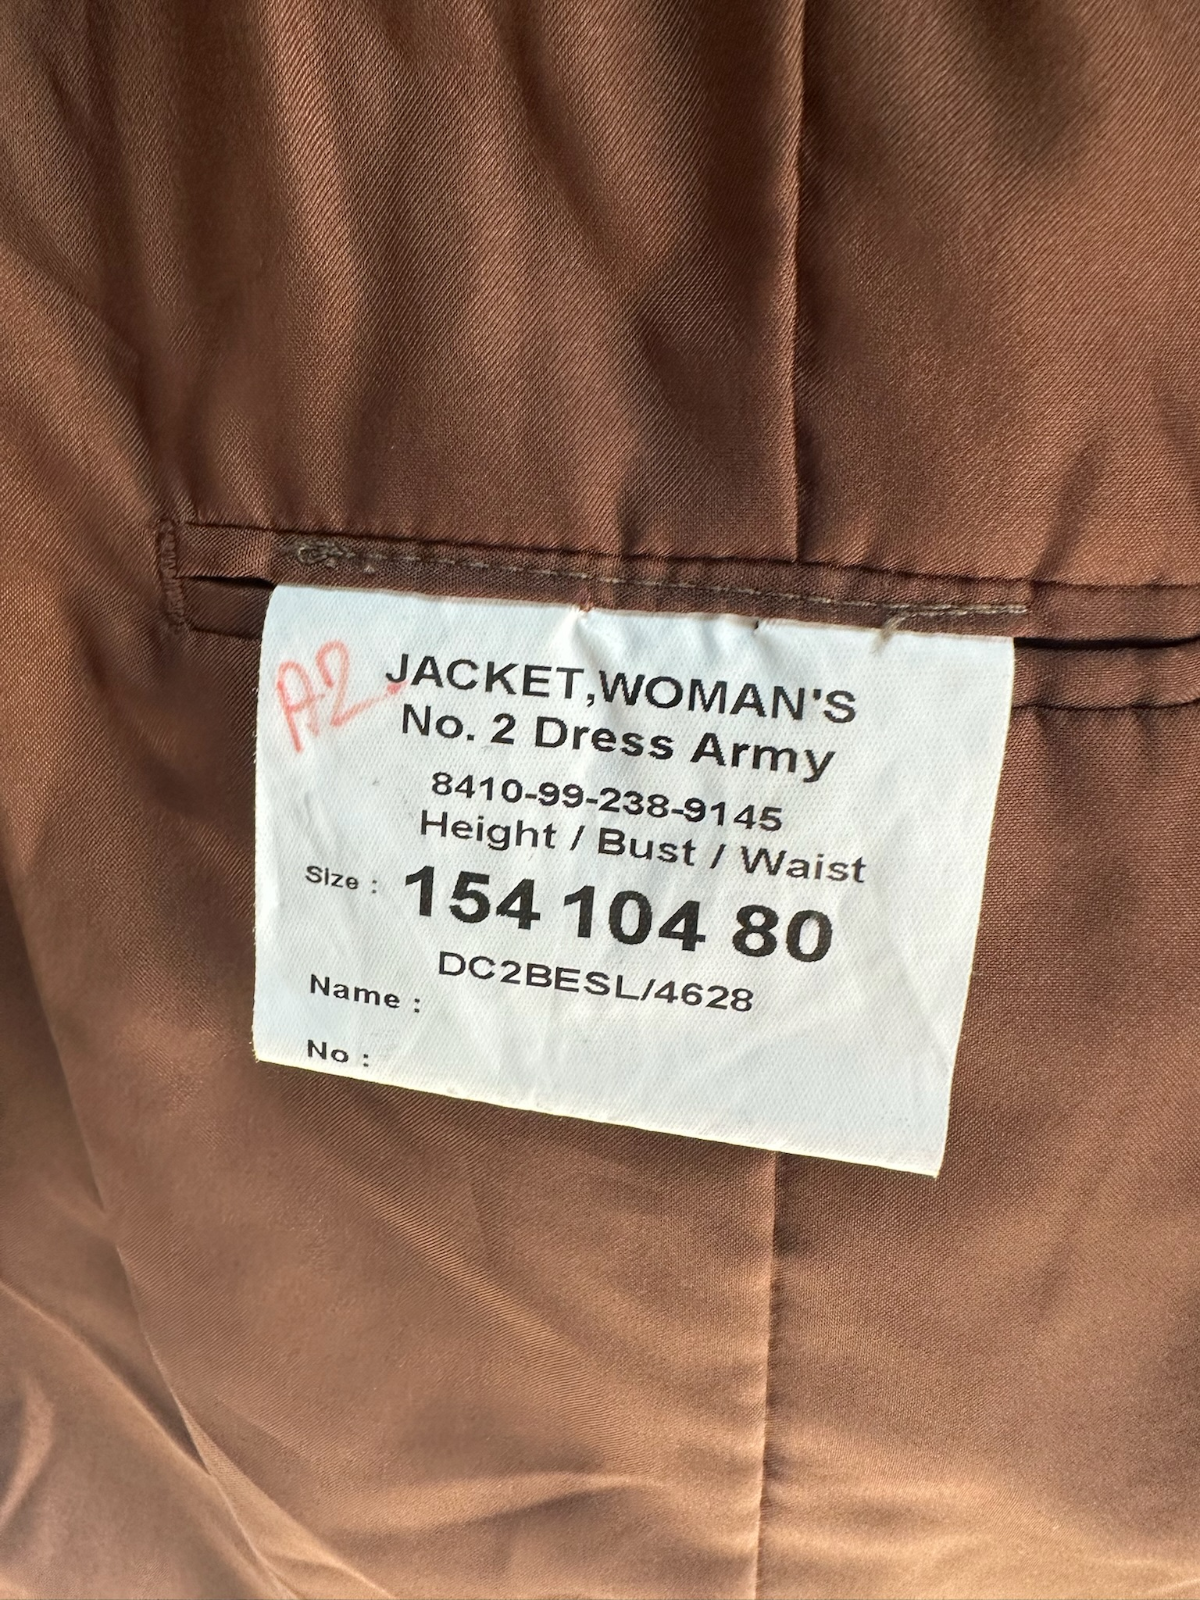 A2.
JACKET,WOMAN'S
No. 2 Dress Army
8410-99-238-9145
Height / Bust / Waist
Size : 154 104 80
DC2BESL/4628
Name :
No :